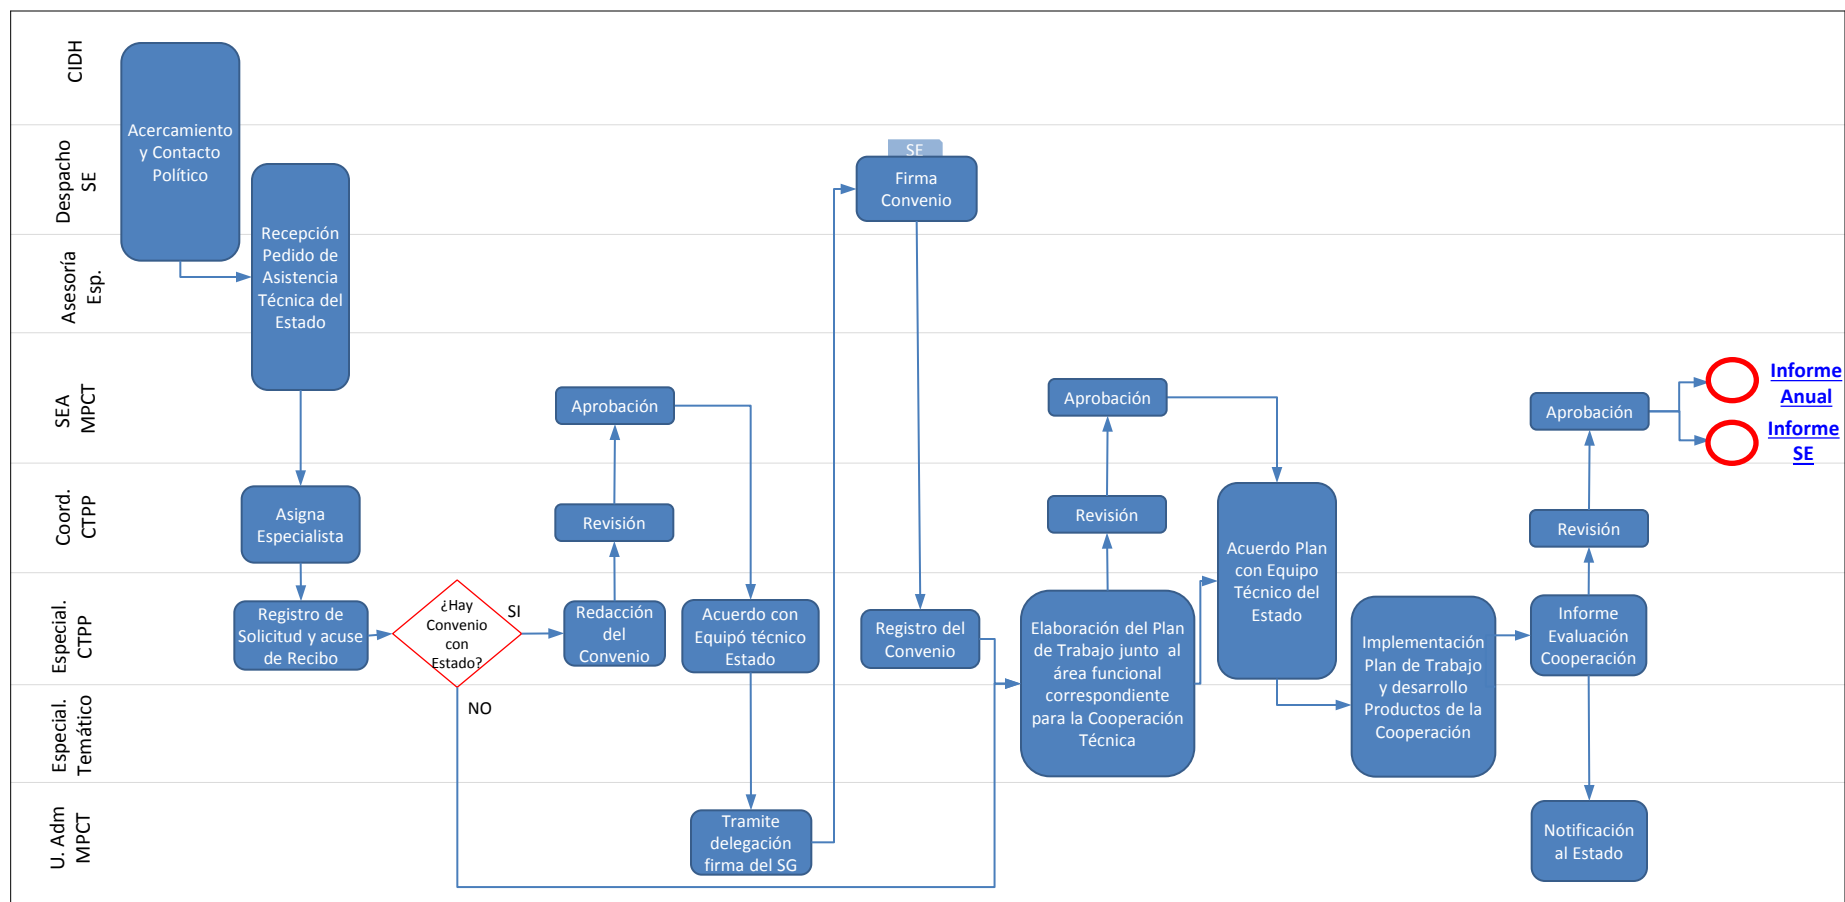 CIDH
Despacho
SE
Asesoría
Esp.
SEA
MPCT
Coord.
CTPP
Especial.
CTPP
Especial.
Temático
U. Adm
MPCT
Acercamiento
y Contacto
Político
Recepción
Pedido de
Asistencia
Técnica del
Estado
Asigna
Especialista
Registro de
Solicitud y acuse
de Recibo
¿Hay
Convenio
con
Estado?
SI
NO
Redacción
del
Convenio
Revisión
Aprobación
Acuerdo con
Equipó técnico
Estado
Tramite
delegación
firma del SG
SE
Firma
Convenio
Registro del
Convenio
Elaboración del Plan
de Trabajo junto al
área funcional
correspondiente
para la Cooperación
Técnica
Revisión
Aprobación
Acuerdo Plan
con Equipo
Técnico del
Estado
Implementación
Plan de Trabajo
y desarrollo
Productos de la
Cooperación
Informe
Evaluación
Cooperación
Revisión
Aprobación
Notificación
al Estado
Informe
Anual
Informe
SE